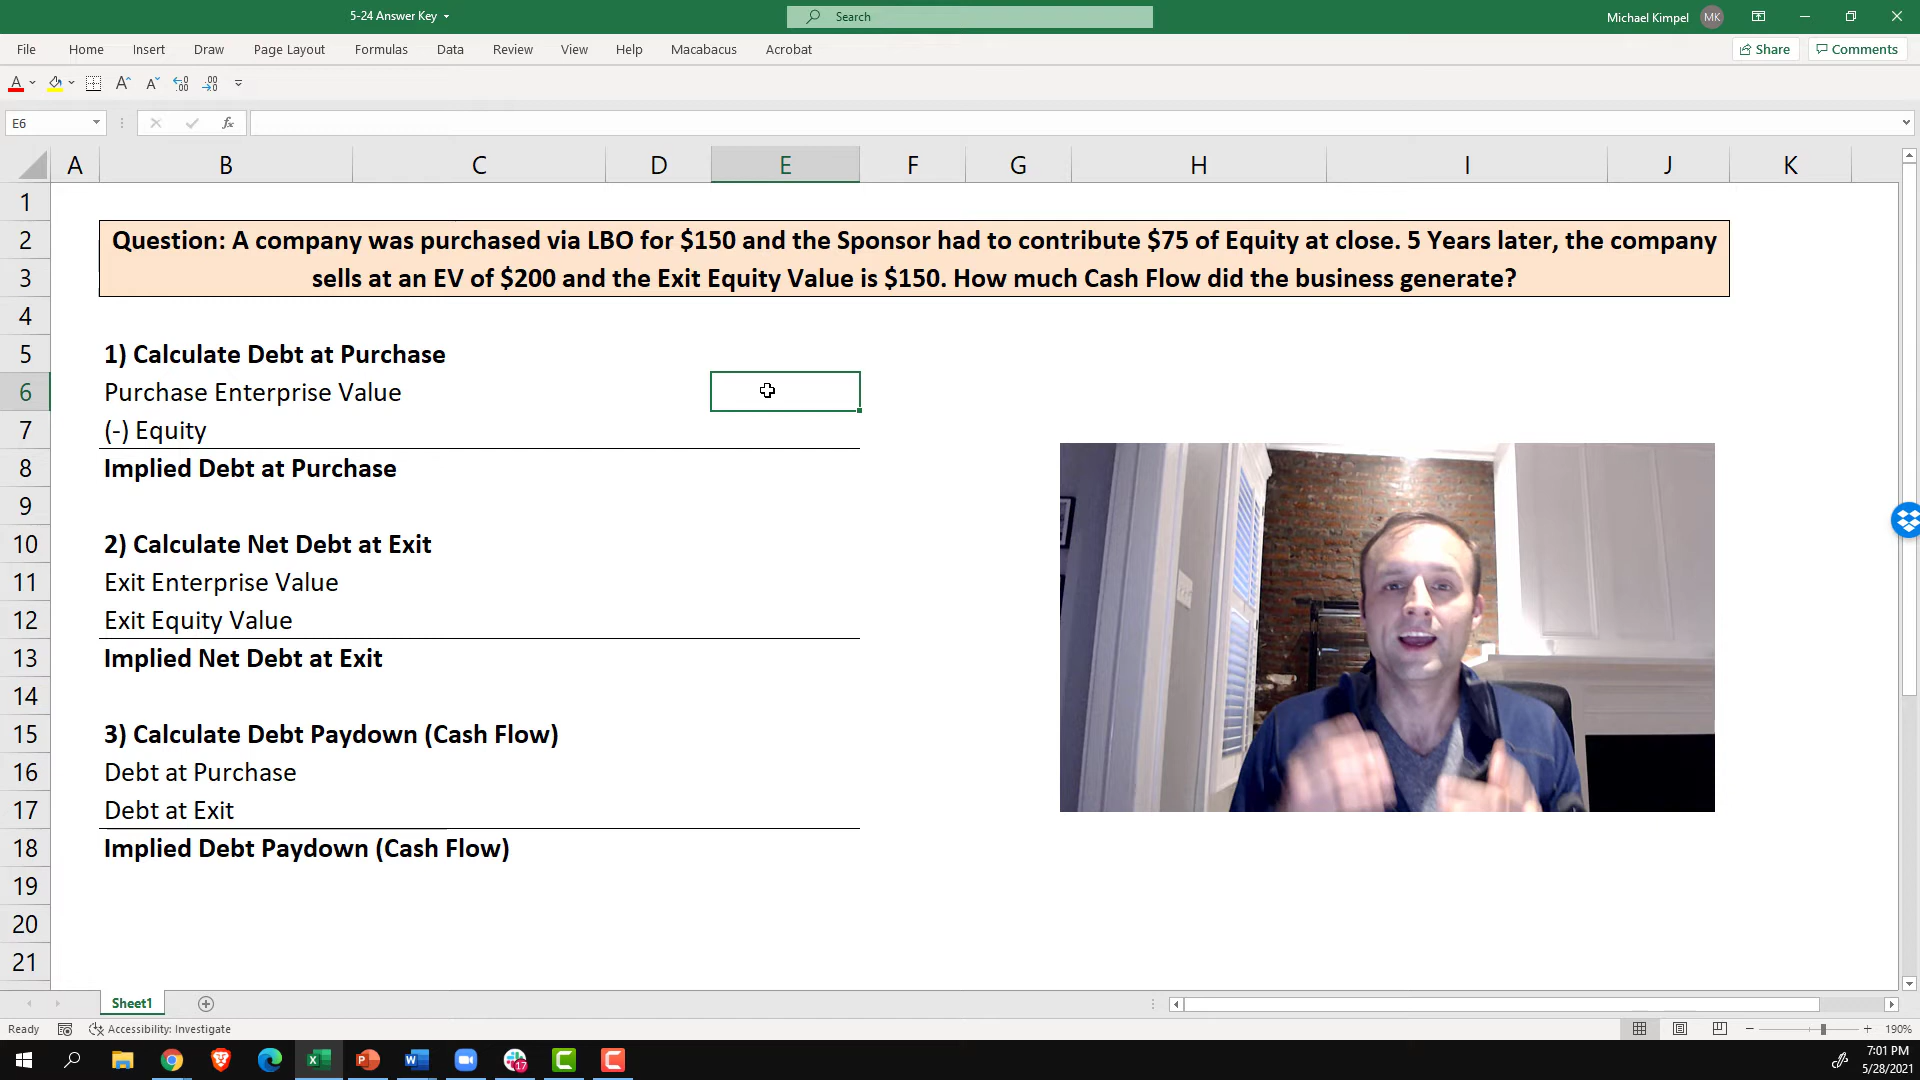 5-24 Answer Key
Search
Michael Kimpel
MK
File Home Insert Draw Page Layout Formulas Data Review View Help Macabacus Acrobat
Share
Comments
E6
fx
A B C D E F G H I J K
1
2 Question: A company was purchased via LBO for $150 and the Sponsor had to contribute $75 of Equity at close. 5 Years later, the company
3 sells at an EV of $200 and the Exit Equity Value is $150. How much Cash Flow did the business generate?
4
5 1) Calculate Debt at Purchase
6 Purchase Enterprise Value
7 (-) Equity
8 Implied Debt at Purchase
9
10 2) Calculate Net Debt at Exit
11 Exit Enterprise Value
12 Exit Equity Value
13 Implied Net Debt at Exit
14
15 3) Calculate Debt Paydown (Cash Flow)
16 Debt at Purchase
17 Debt at Exit
18 Implied Debt Paydown (Cash Flow)
19
20
21
Sheet1
Ready
Accessibility: Investigate
190%
17
7:01 PM
5/28/2021